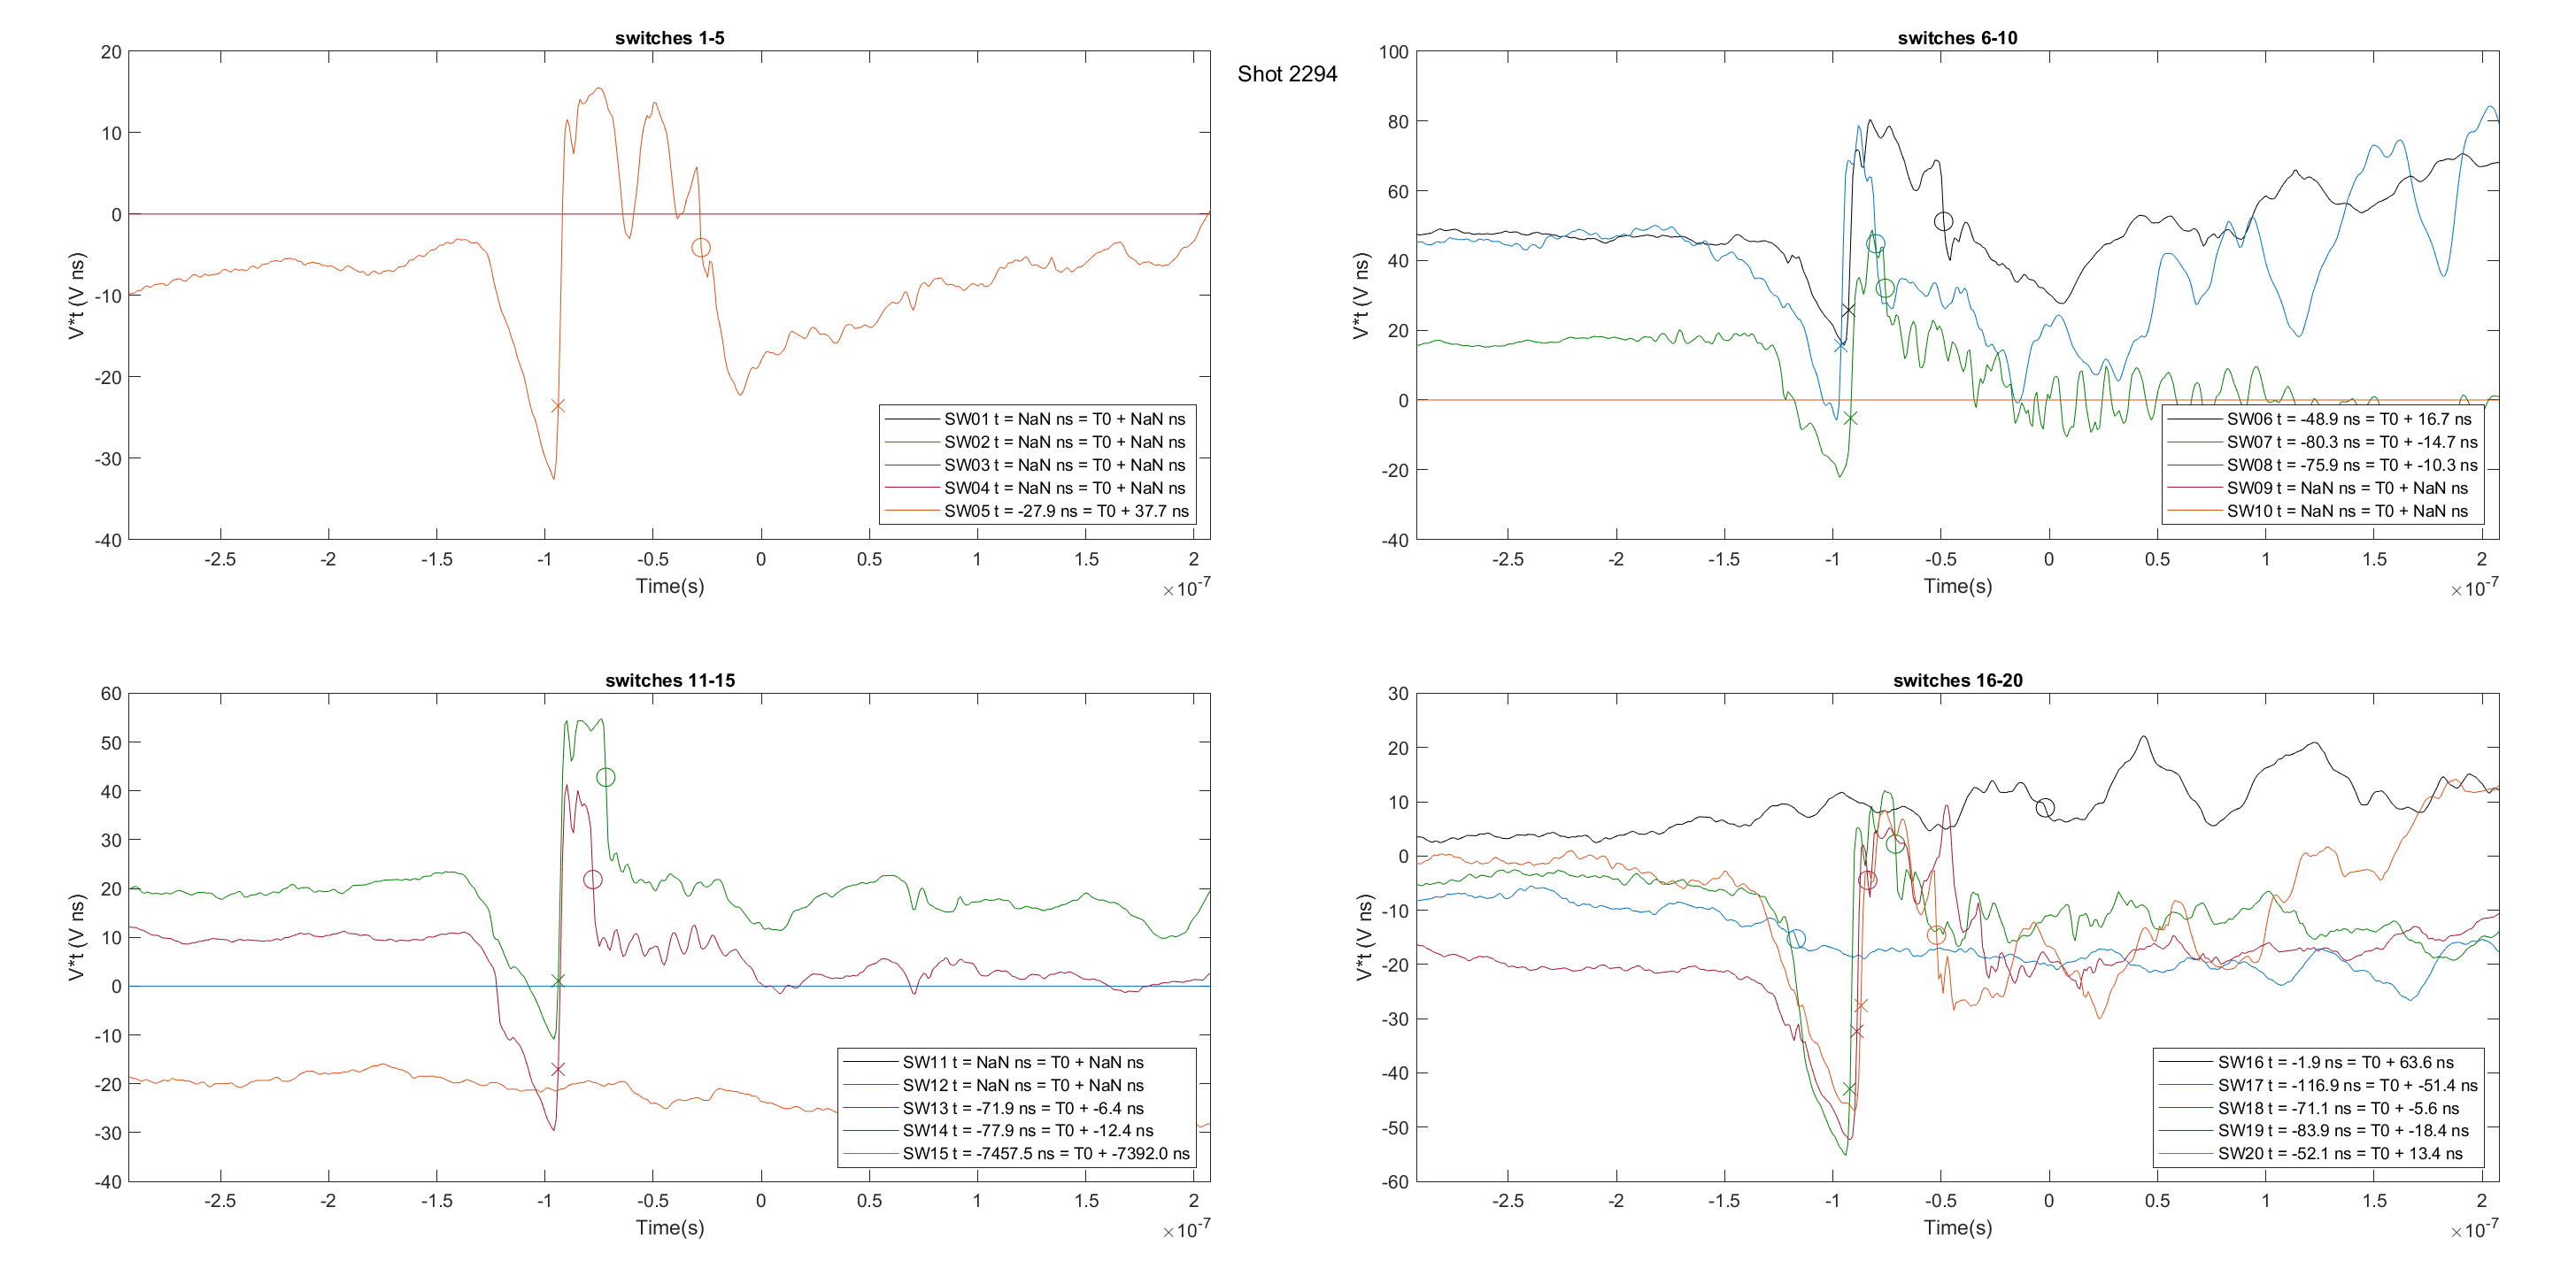 Shot 2294
switches 1-5
20
10
0
-10
-20
-30
-40
V*t (V ns)
-2.5 -2 -1.5 -1 -0.5 0 0.5 1 1.5 2
Time(s)
×10-7
SW01 t = NaN ns = T0 + NaN ns
SW02 t = NaN ns = T0 + NaN ns
SW03 t = NaN ns = T0 + NaN ns
SW04 t = NaN ns = T0 + NaN ns
SW05 t = -27.9 ns = T0 + 37.7 ns
switches 6-10
100
80
60
40
20
0
-20
-40
V*t (V ns)
-2.5 -2 -1.5 -1 -0.5 0 0.5 1 1.5 2
Time(s)
×10-7
SW06 t = -48.9 ns = T0 + 16.7 ns
SW07 t = -80.3 ns = T0 + -14.7 ns
SW08 t = -75.9 ns = T0 + -10.3 ns
SW09 t = NaN ns = T0 + NaN ns
SW10 t = NaN ns = T0 + NaN ns
switches 11-15
60
50
40
30
20
10
0
-10
-20
-30
-40
V*t (V ns)
-2.5 -2 -1.5 -1 -0.5 0 0.5 1 1.5 2
Time(s)
×10-7
SW11 t = NaN ns = T0 + NaN ns
SW12 t = NaN ns = T0 + NaN ns
SW13 t = -71.9 ns = T0 + -6.4 ns
SW14 t = -77.9 ns = T0 + -12.4 ns
SW15 t = -7457.5 ns = T0 + -7392.0 ns
switches 16-20
30
20
10
0
-10
-20
-30
-40
-50
-60
V*t (V ns)
-2.5 -2 -1.5 -1 -0.5 0 0.5 1 1.5 2
Time(s)
×10-7
SW16 t = -1.9 ns = T0 + 63.6 ns
SW17 t = -116.9 ns = T0 + -51.4 ns
SW18 t = -71.1 ns = T0 + -5.6 ns
SW19 t = -83.9 ns = T0 + -18.4 ns
SW20 t = -52.1 ns = T0 + 13.4 ns